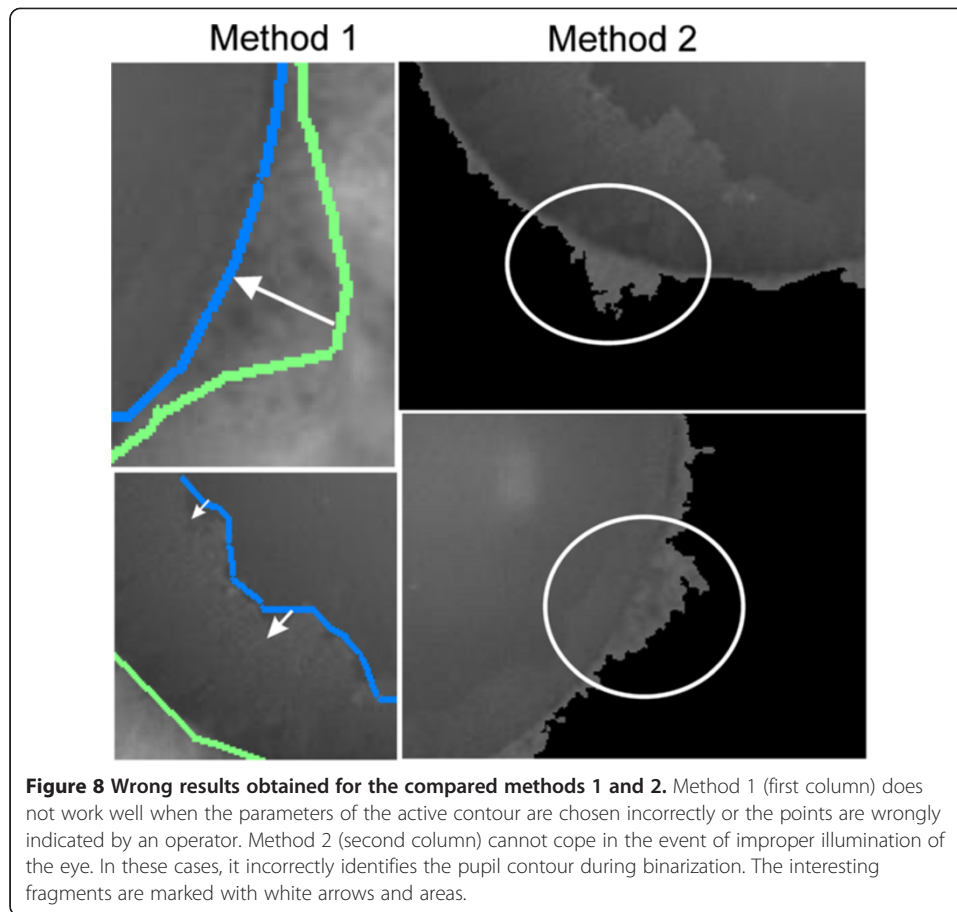 Method 1 Method 2
Figure 8 Wrong results obtained for the compared methods 1 and 2. Method 1 (first column) does
not work well when the parameters of the active contour are chosen incorrectly or the points are wrongly
indicated by an operator. Method 2 (second column) cannot cope in the event of improper illumination of
the eye. In these cases, it incorrectly identifies the pupil contour during binarization. The interesting
fragments are marked with white arrows and areas.